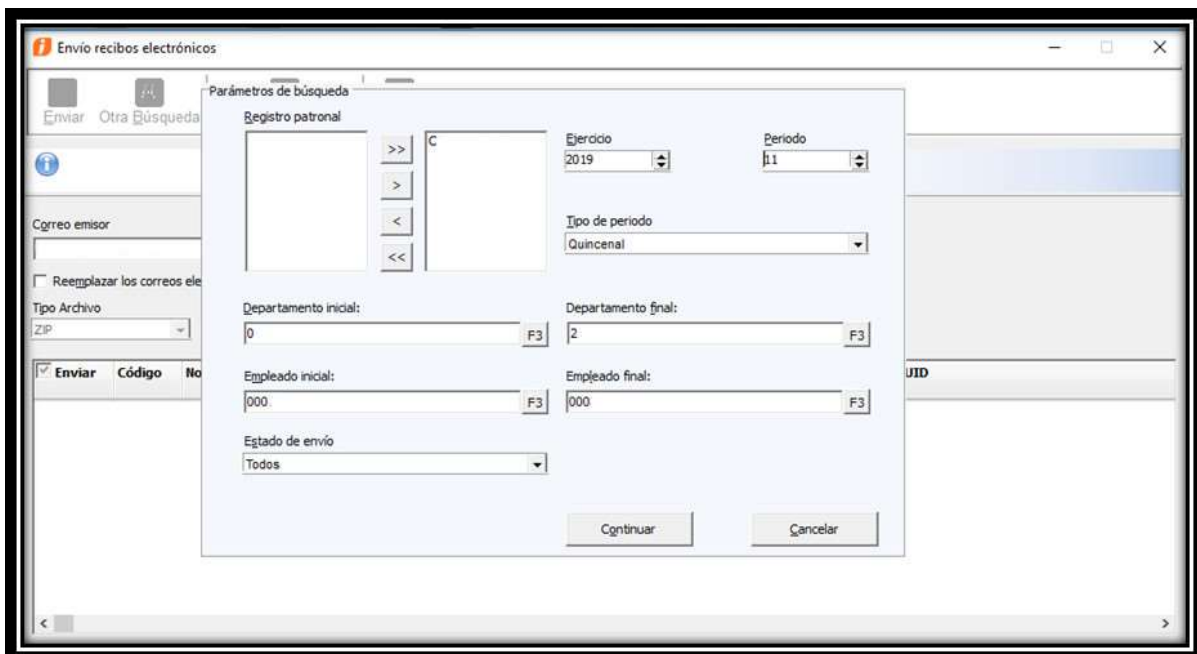 Envío recibos electrónicos
Enviar Otra Búsqueda
Parámetros de búsqueda
Registro patronal
>>
>
<
<<
C
Ejercicio
2019
Periodo
11
Tipo de periodo
Quincenal
Correo emisor
Reemplazar los correos ele
Tipo Archivo
ZIP
Departamento inicial:
0 F3
Departamento final:
2 F3
Enviar Código No UID
Empleado inicial:
000 F3
Empleado final:
000 F3
Estado de envío
Todos
Continuar Cancelar